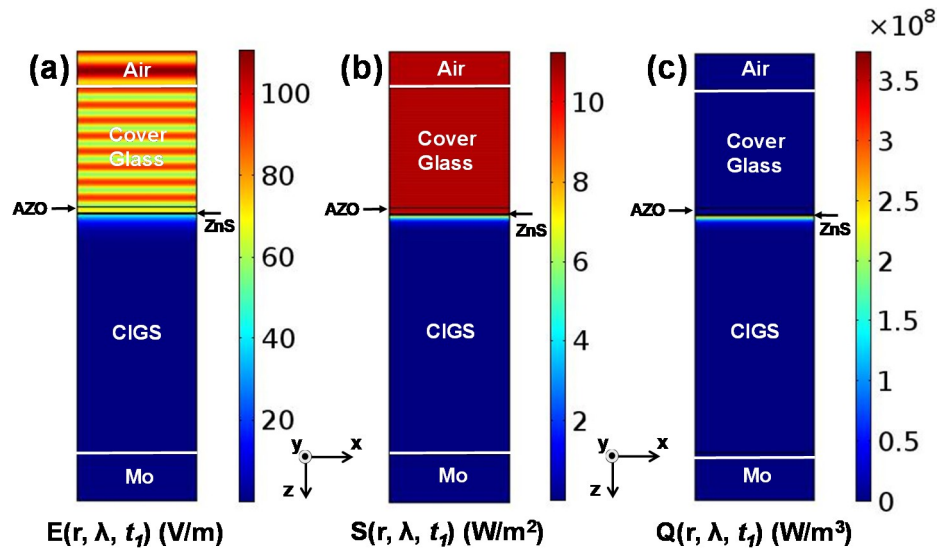 ×10⁸
(a)
Air
Cover
Glass
AZO
ZnS
CIGS
Mo
100
80
60
40
20
y
x
z
E(r, λ, t₁) (V/m)
(b)
Air
Cover
Glass
AZO
ZnS
CIGS
Mo
10
8
6
4
2
y
x
z
S(r, λ, t₁) (W/m²)
(c)
Air
Cover
Glass
AZO
ZnS
CIGS
Mo
3.5
3
2.5
2
1.5
1
0.5
0
Q(r, λ, t₁) (W/m³)